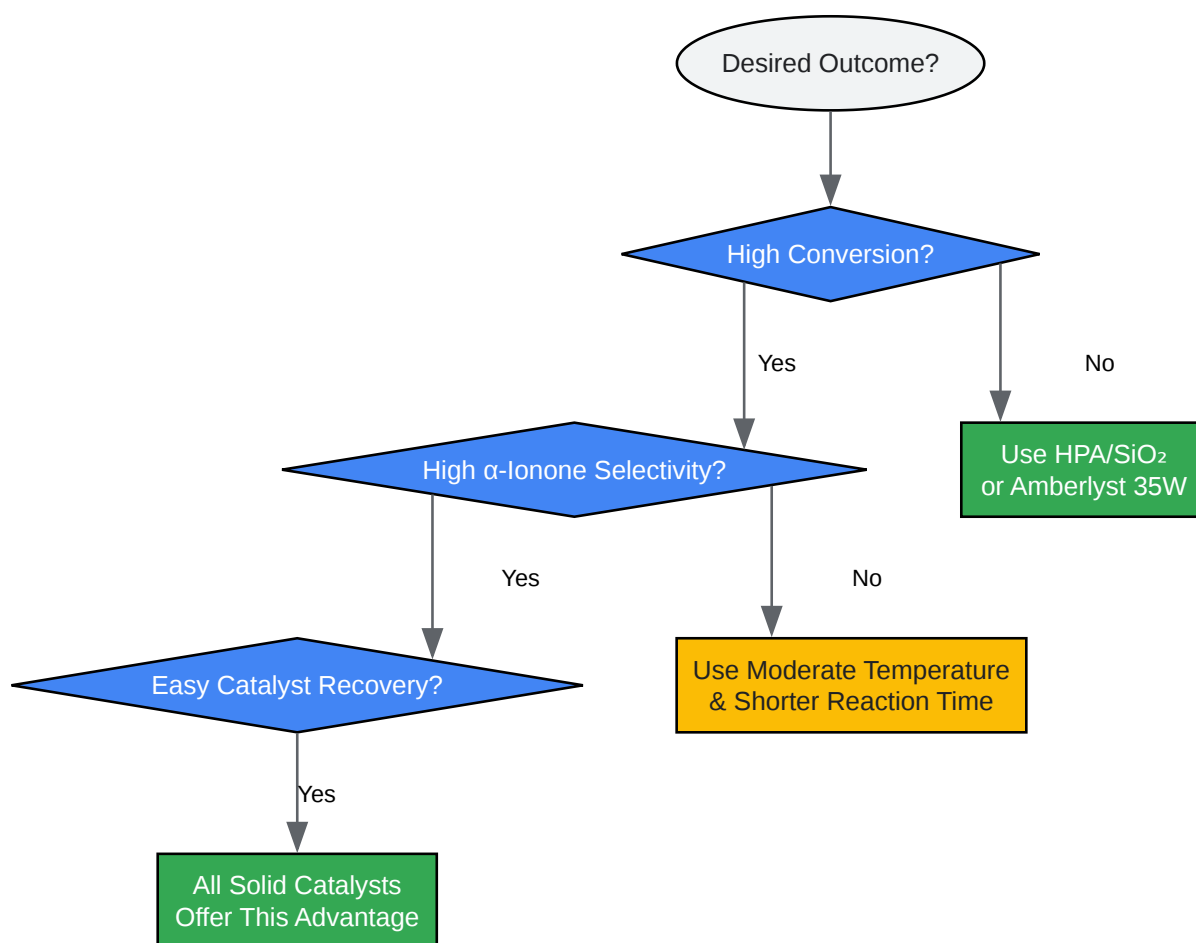 Desired Outcome?
High Conversion?
Yes
No
High α-Ionone Selectivity?
Use HPA/SiO₂
or Amberlyst 35W
Yes
No
Easy Catalyst Recovery?
Use Moderate Temperature
& Shorter Reaction Time
Yes
All Solid Catalysts
Offer This Advantage